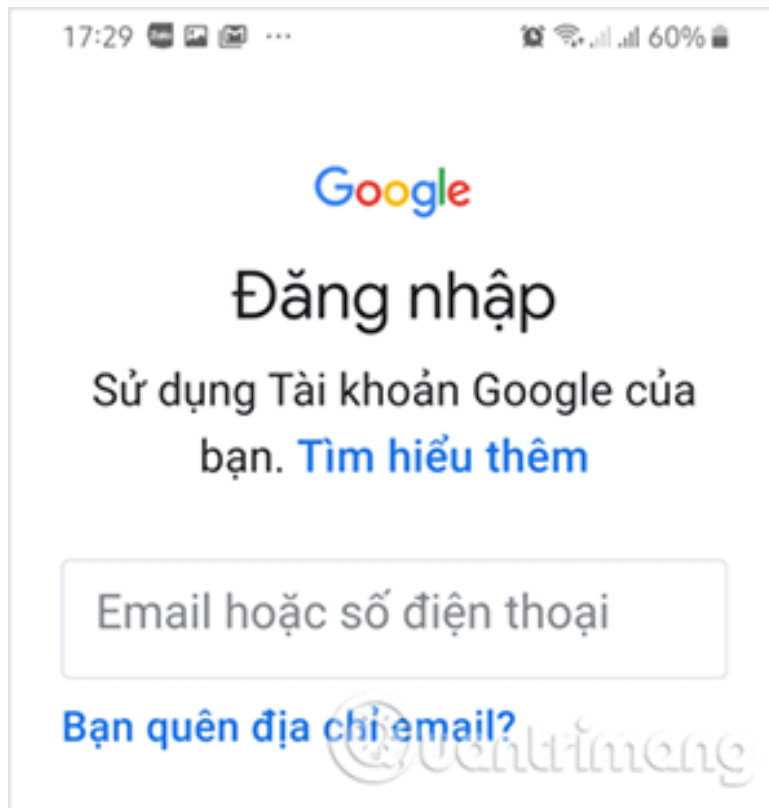 17:29 60%
Google
Đăng nhập
Sử dụng Tài khoản Google của
bạn. Tìm hiểu thêm
Email hoặc số điện thoại
Bạn quên địa chỉ email?
Quantrimang